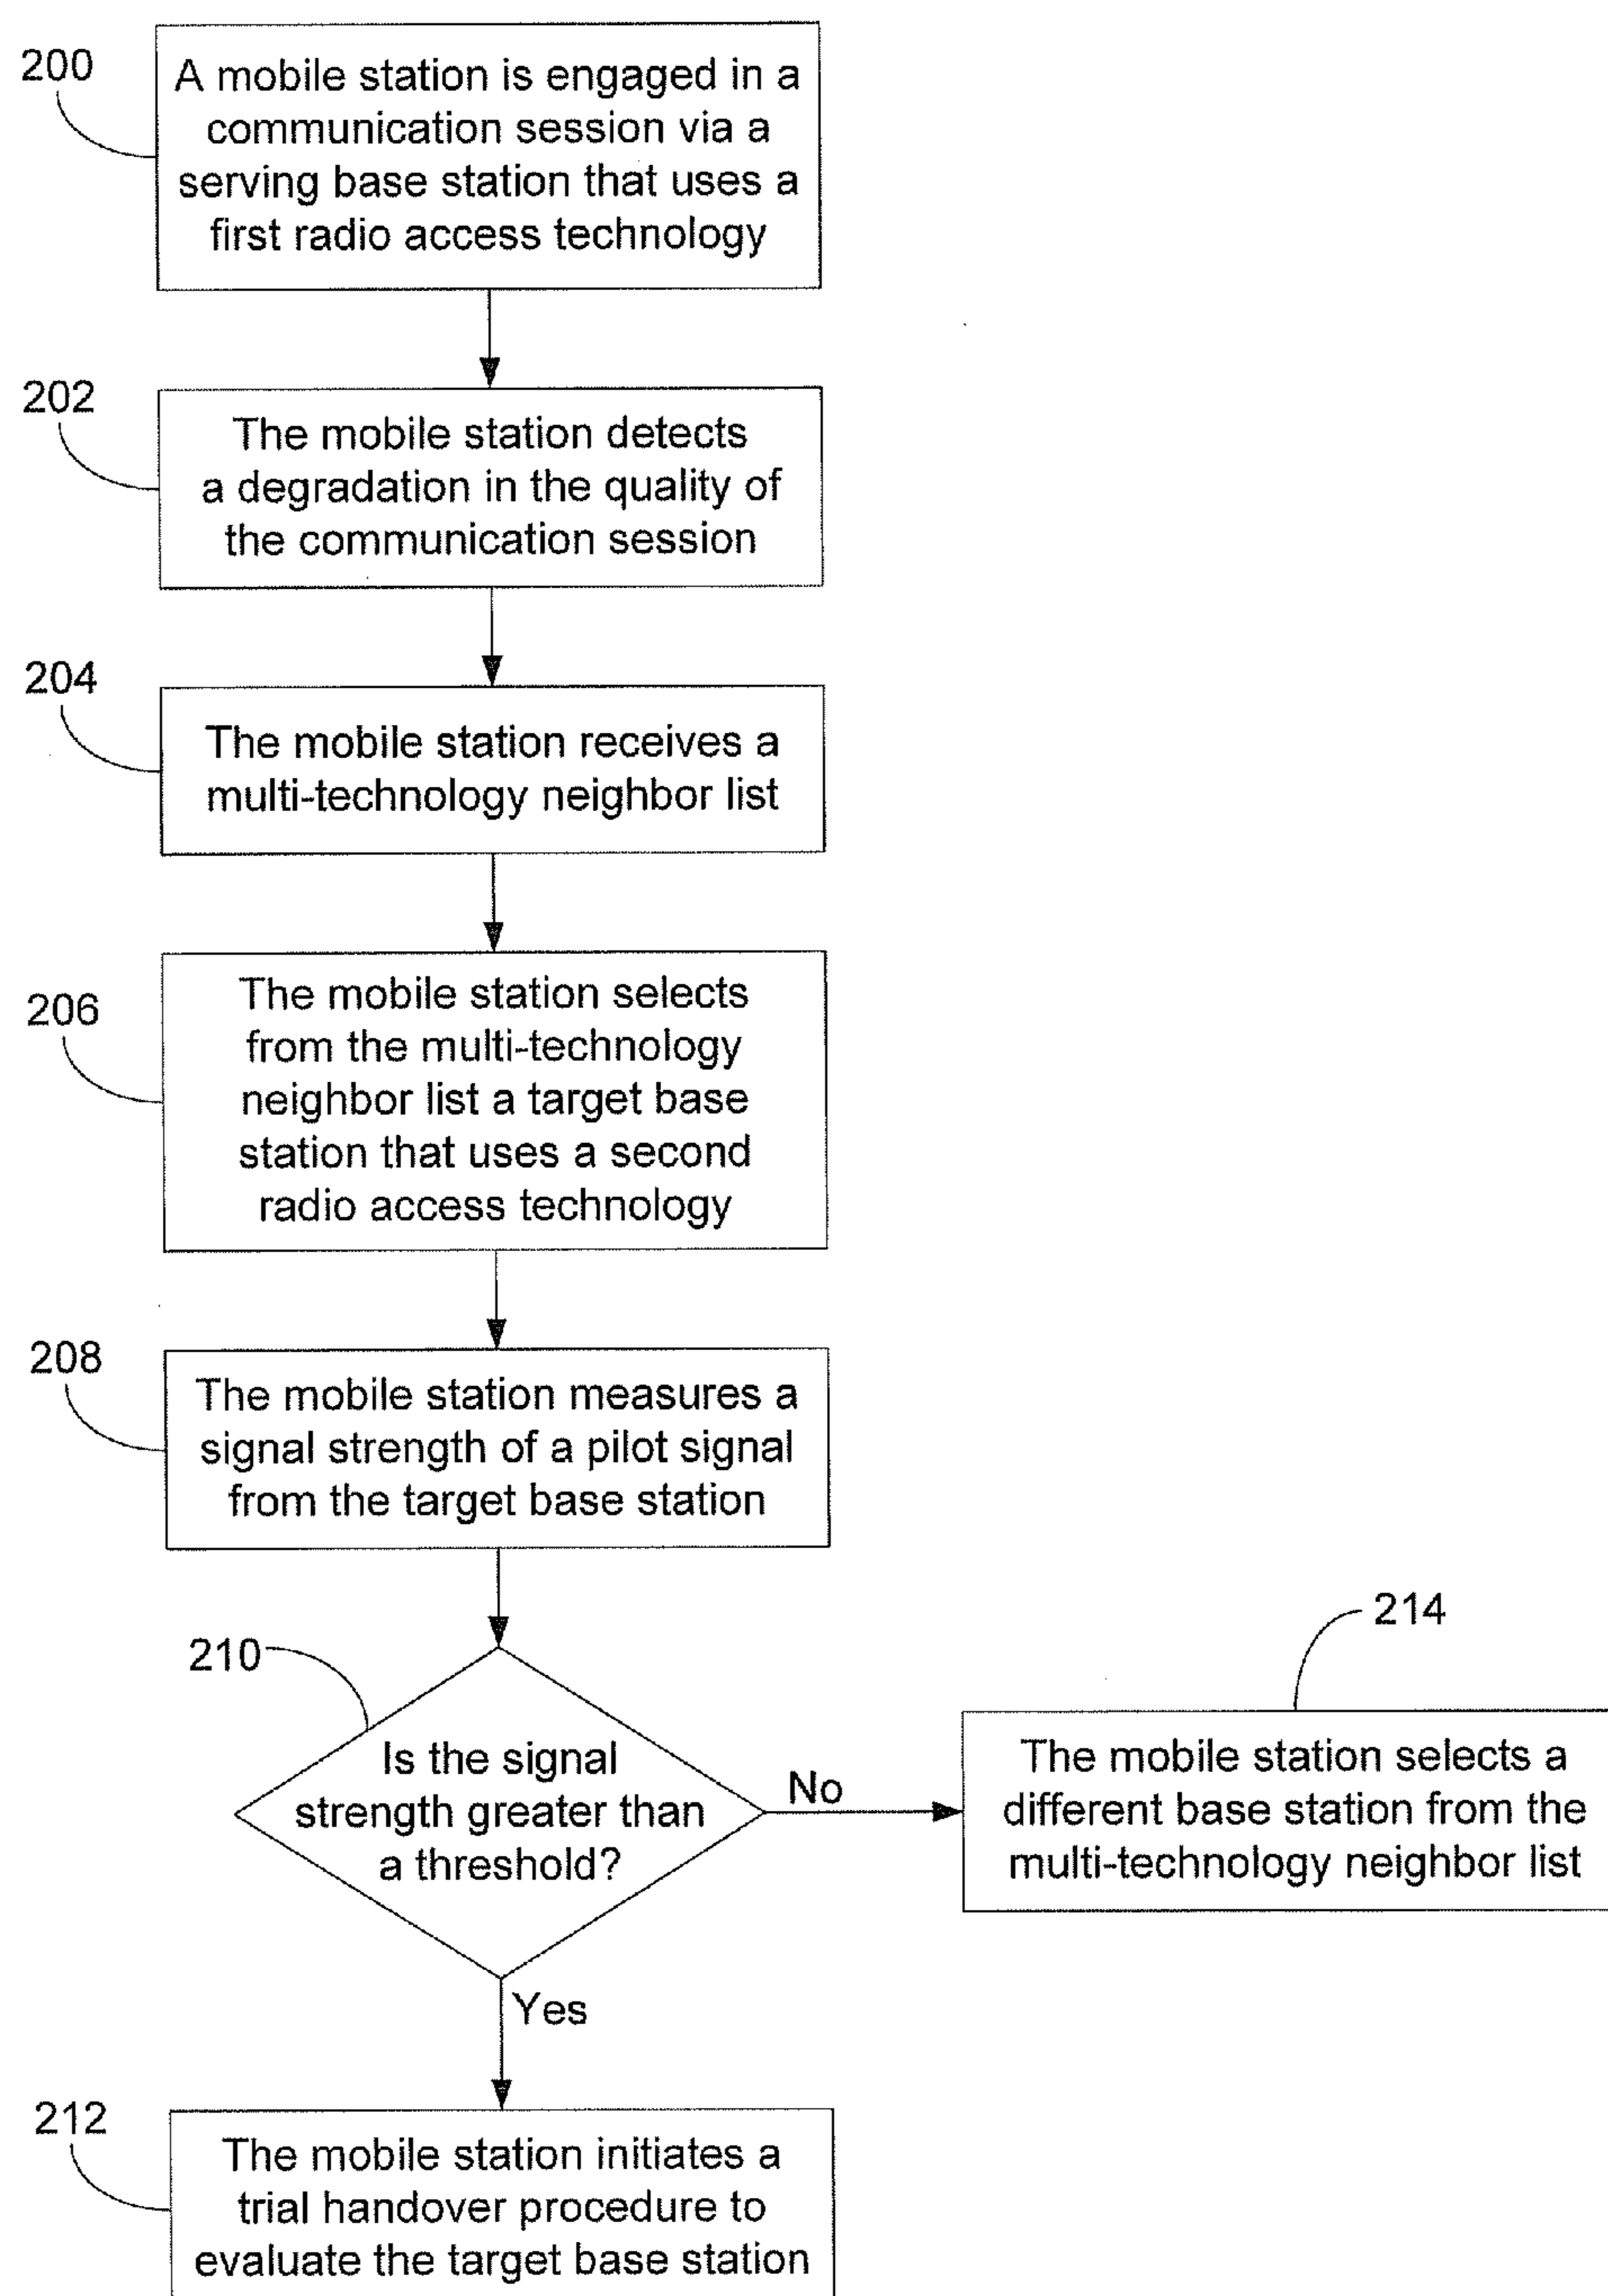 200
A mobile station is engaged in a
communication session via a
serving base station that uses a
first radio access technology
202
The mobile station detects
a degradation in the quality of
the communication session
204
The mobile station receives a
multi-technology neighbor list
206
The mobile station selects
from the multi-technology
neighbor list a target base
station that uses a second
radio access technology
208
The mobile station measures a
signal strength of a pilot signal
from the target base station
210
Is the signal
strength greater than
a threshold?
No
214
The mobile station selects a
different base station from the
multi-technology neighbor list
Yes
212
The mobile station initiates a
trial handover procedure to
evaluate the target base station